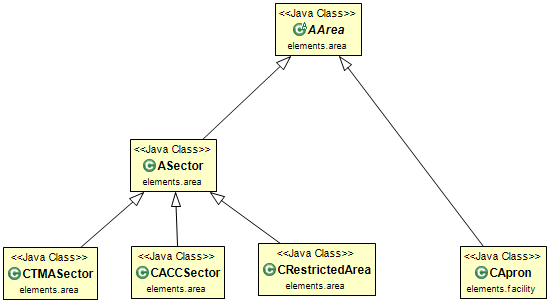 <<Java Class>>
AArea
elements.area
<<Java Class>>
ASector
elements.area
<<Java Class>>
CTMASector
elements.area
<<Java Class>>
CACCSector
elements.area
<<Java Class>>
CRestrictedArea
elements.area
<<Java Class>>
CApron
elements.facility